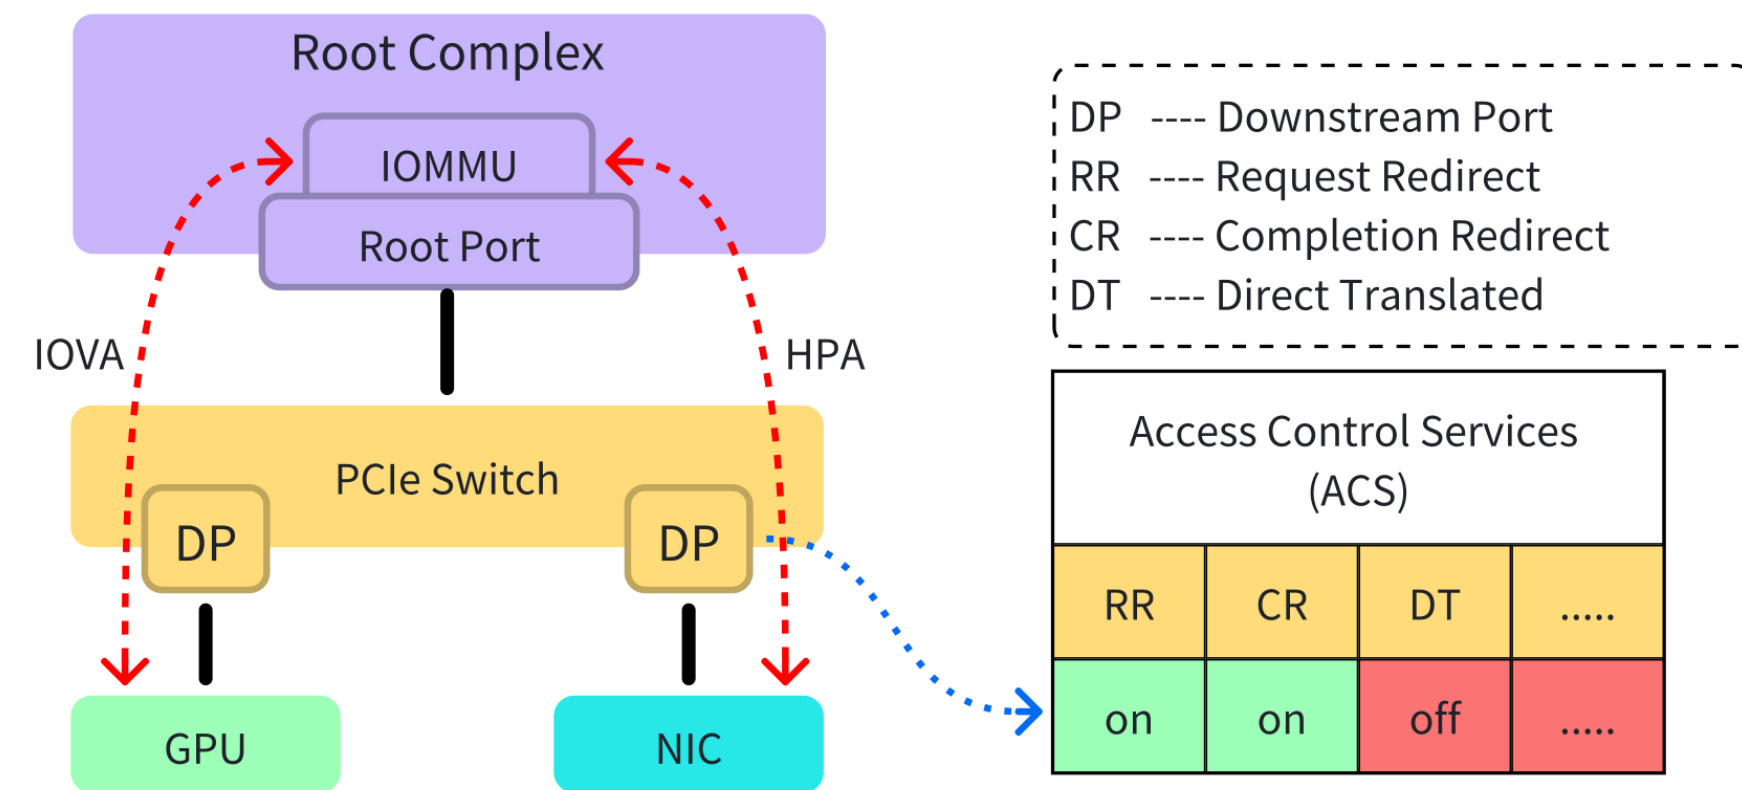 Root Complex
IOMMU
Root Port
IOVA
HPA
PCIe Switch
DP
DP
GPU
NIC
DP ---- Downstream Port
RR ---- Request Redirect
CR ---- Completion Redirect
DT ---- Direct Translated
Access Control Services
(ACS)
RR CR DT .....
on on off .....